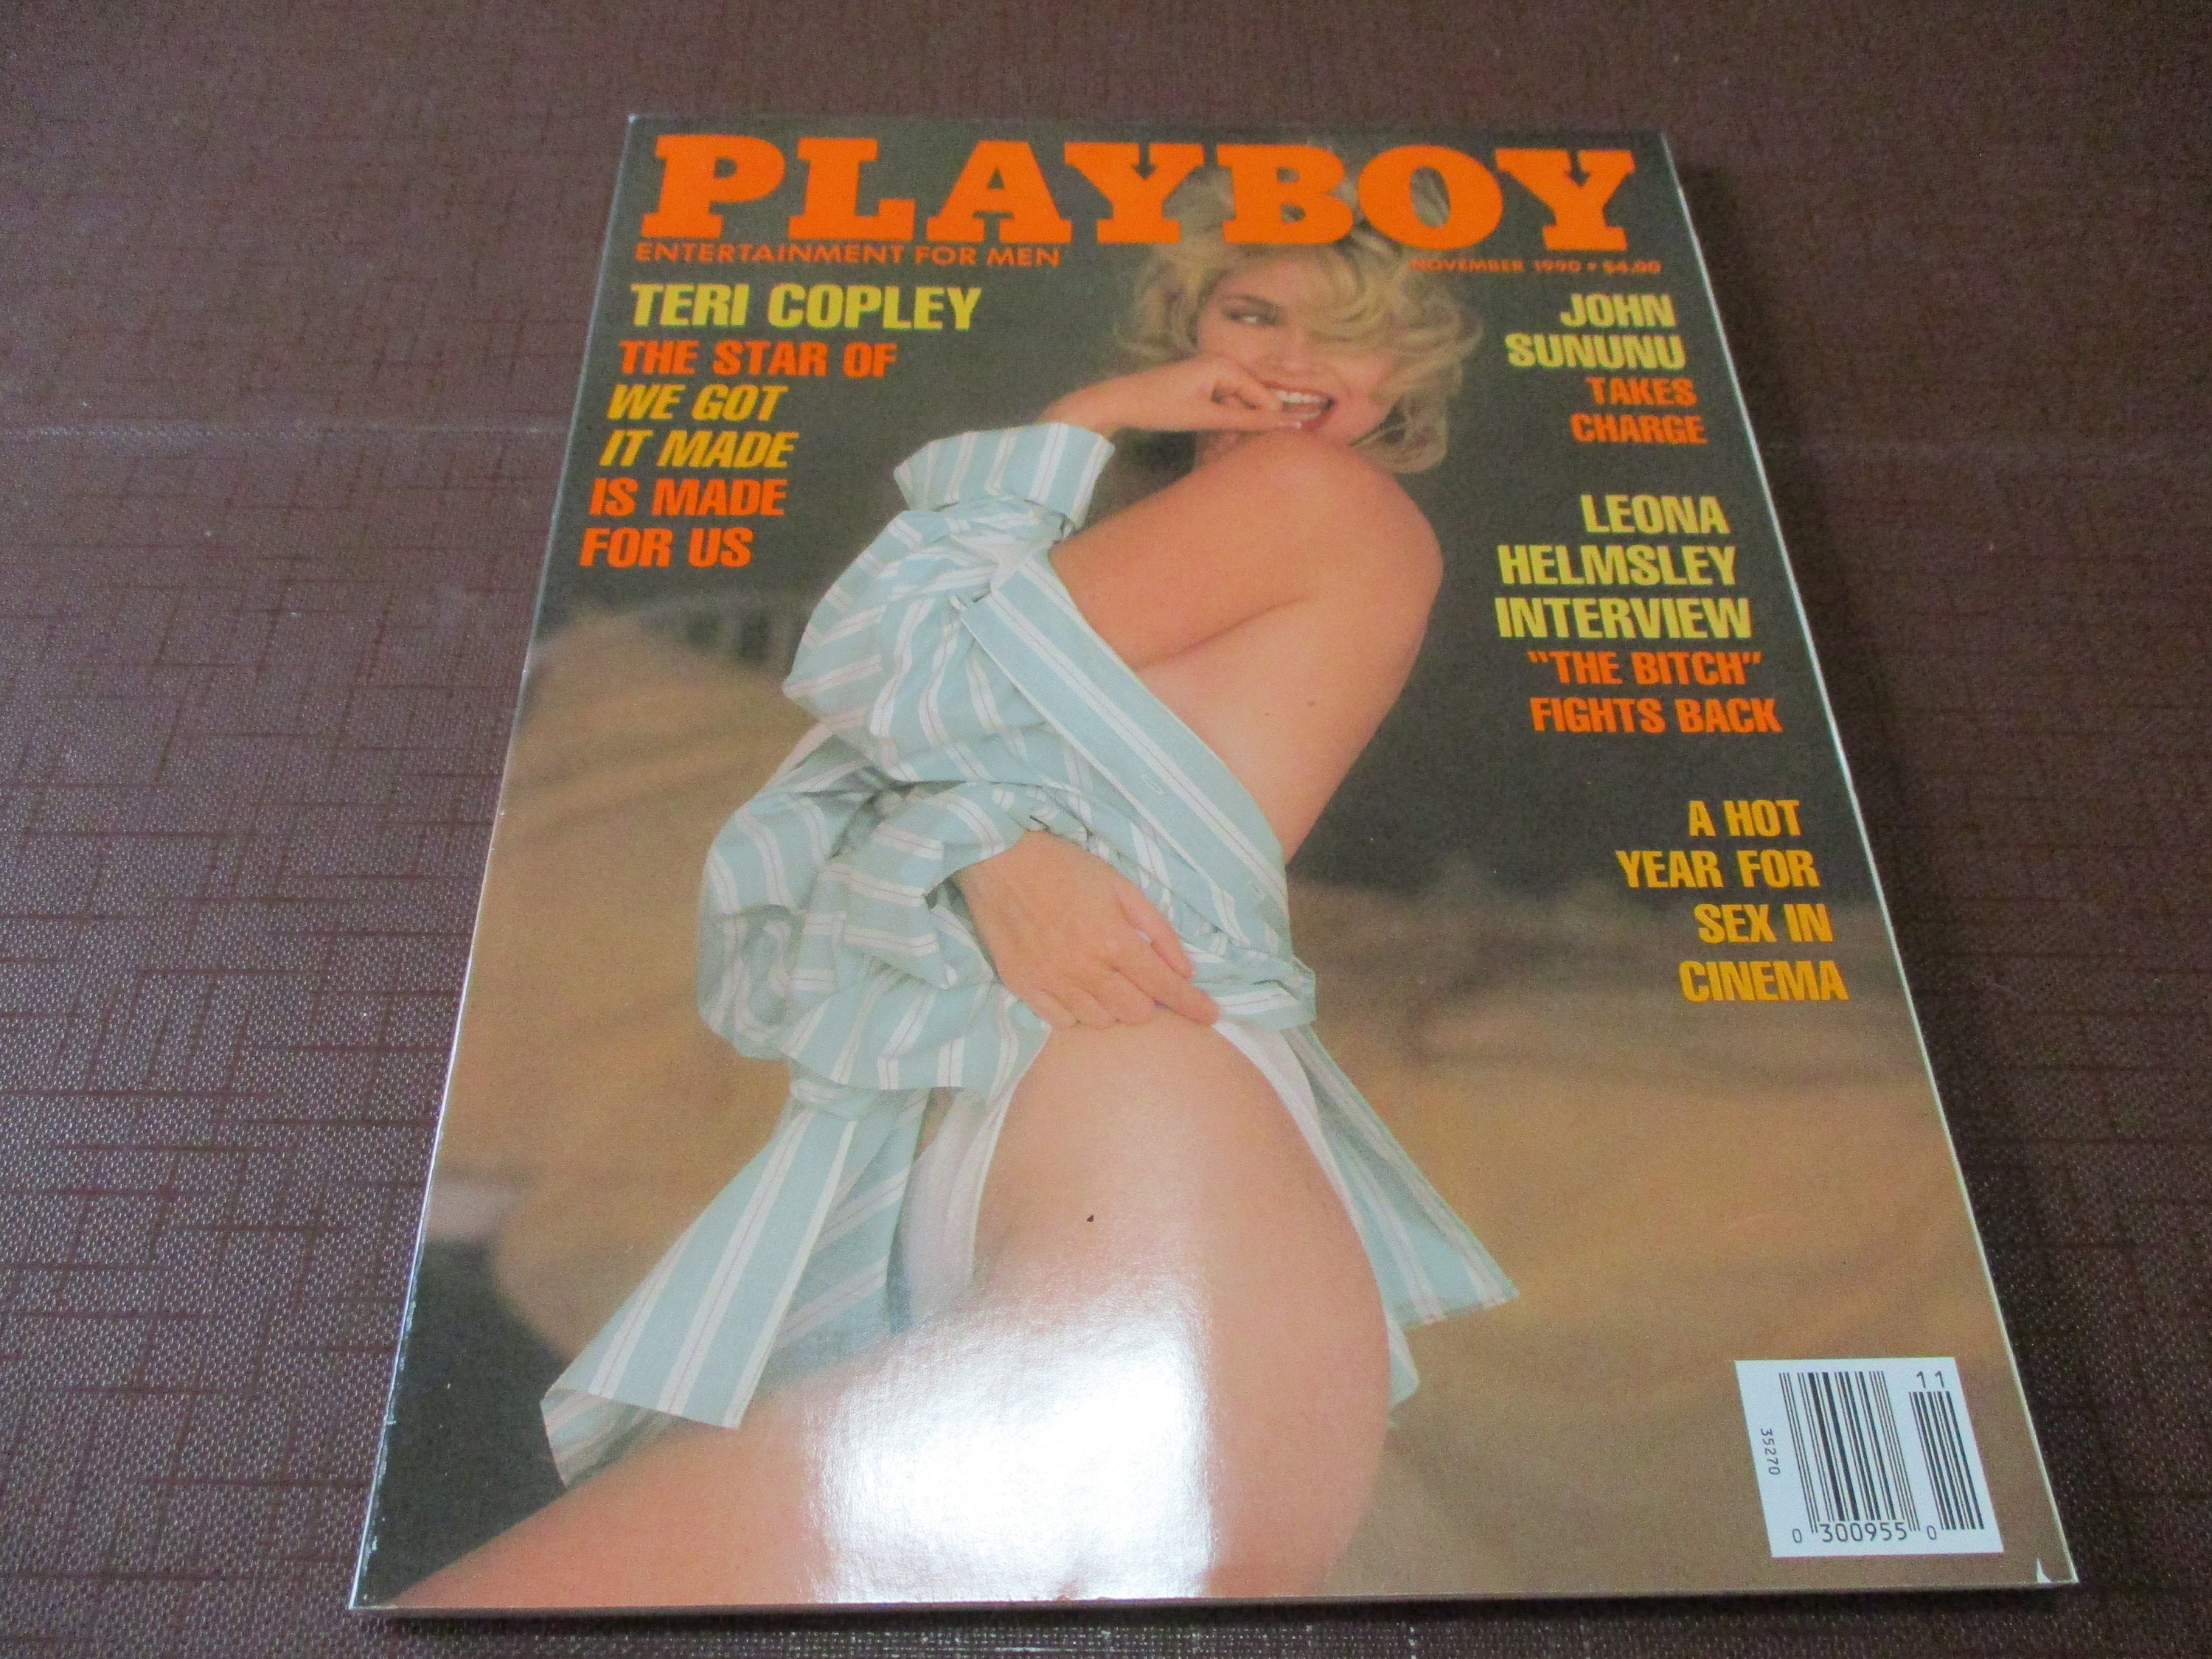 PLAYBOY
ENTERTAINMENT FOR MEN
NOVEMBER 1990 • $4.00
TERI COPLEY
THE STAR OF
WE GOT
IT MADE
IS MADE
FOR US
JOHN
SUNUNU
TAKES
CHARGE
LEONA
HELMSLEY
INTERVIEW
"THE BITCH"
FIGHTS BACK
A HOT
YEAR FOR
SEX IN
CINEMA
11
35270
0 300955 0